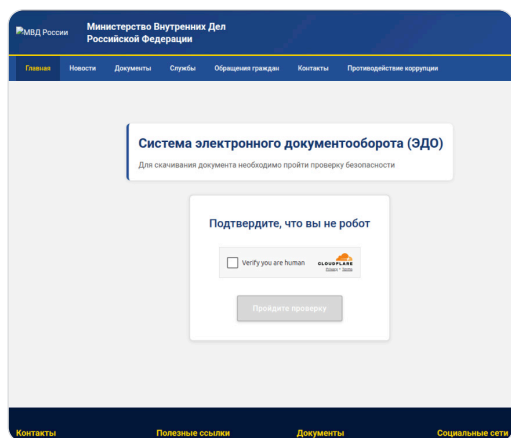 МВД России
Министерство Внутренних Дел
Российской Федерации
Главная Новости Документы Службы Обращения граждан Контакты Противодействие коррупции
Система электронного документооборота (ЭДО)
Для скачивания документа необходимо пройти проверку безопасности
Подтвердите, что вы не робот
Verify you are human
CLOUDFLARE
Privacy • Terms
Пройдите проверку
Контакты Полезные ссылки Документы Социальные сети